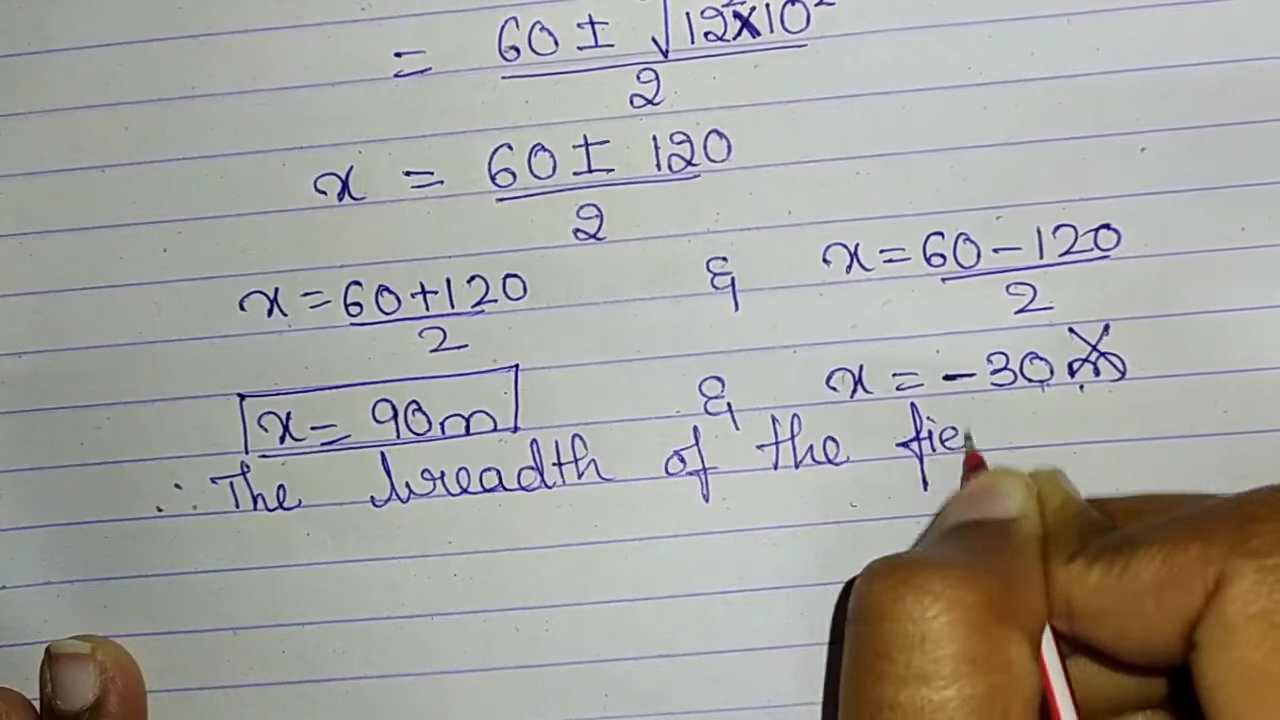 = 60 ± √12²×10²
2
x = 60 ± 120
2
x = 60+120 & x = 60 - 120
2 2
x = 90m & x = -30 m
∴ The breadth of the fie